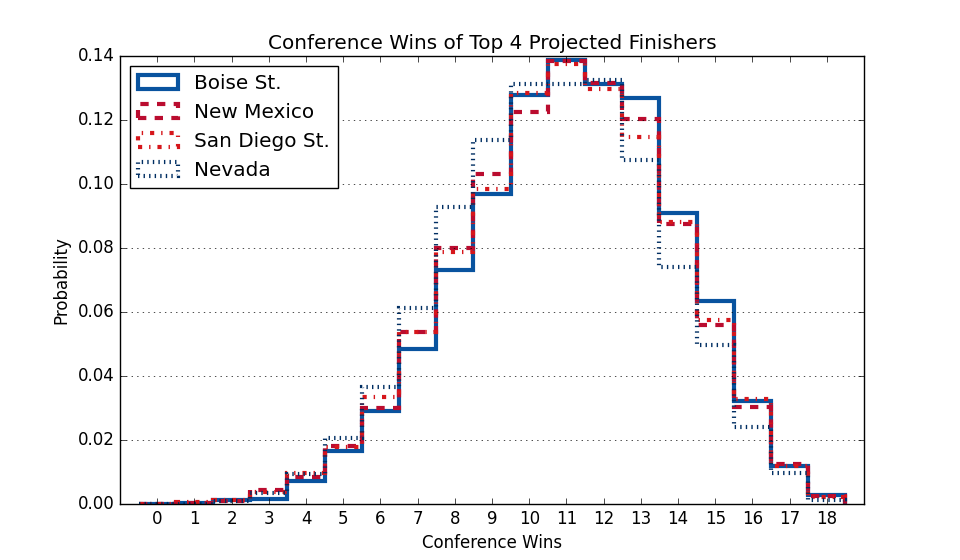 Conference Wins of Top 4 Projected Finishers
0.14
0.12
0.10
0.08
0.06
0.04
0.02
0.00
Probability
Boise St.
New Mexico
San Diego St.
Nevada
0 1 2 3 4 5 6 7 8 9 10 11 12 13 14 15 16 17 18
Conference Wins